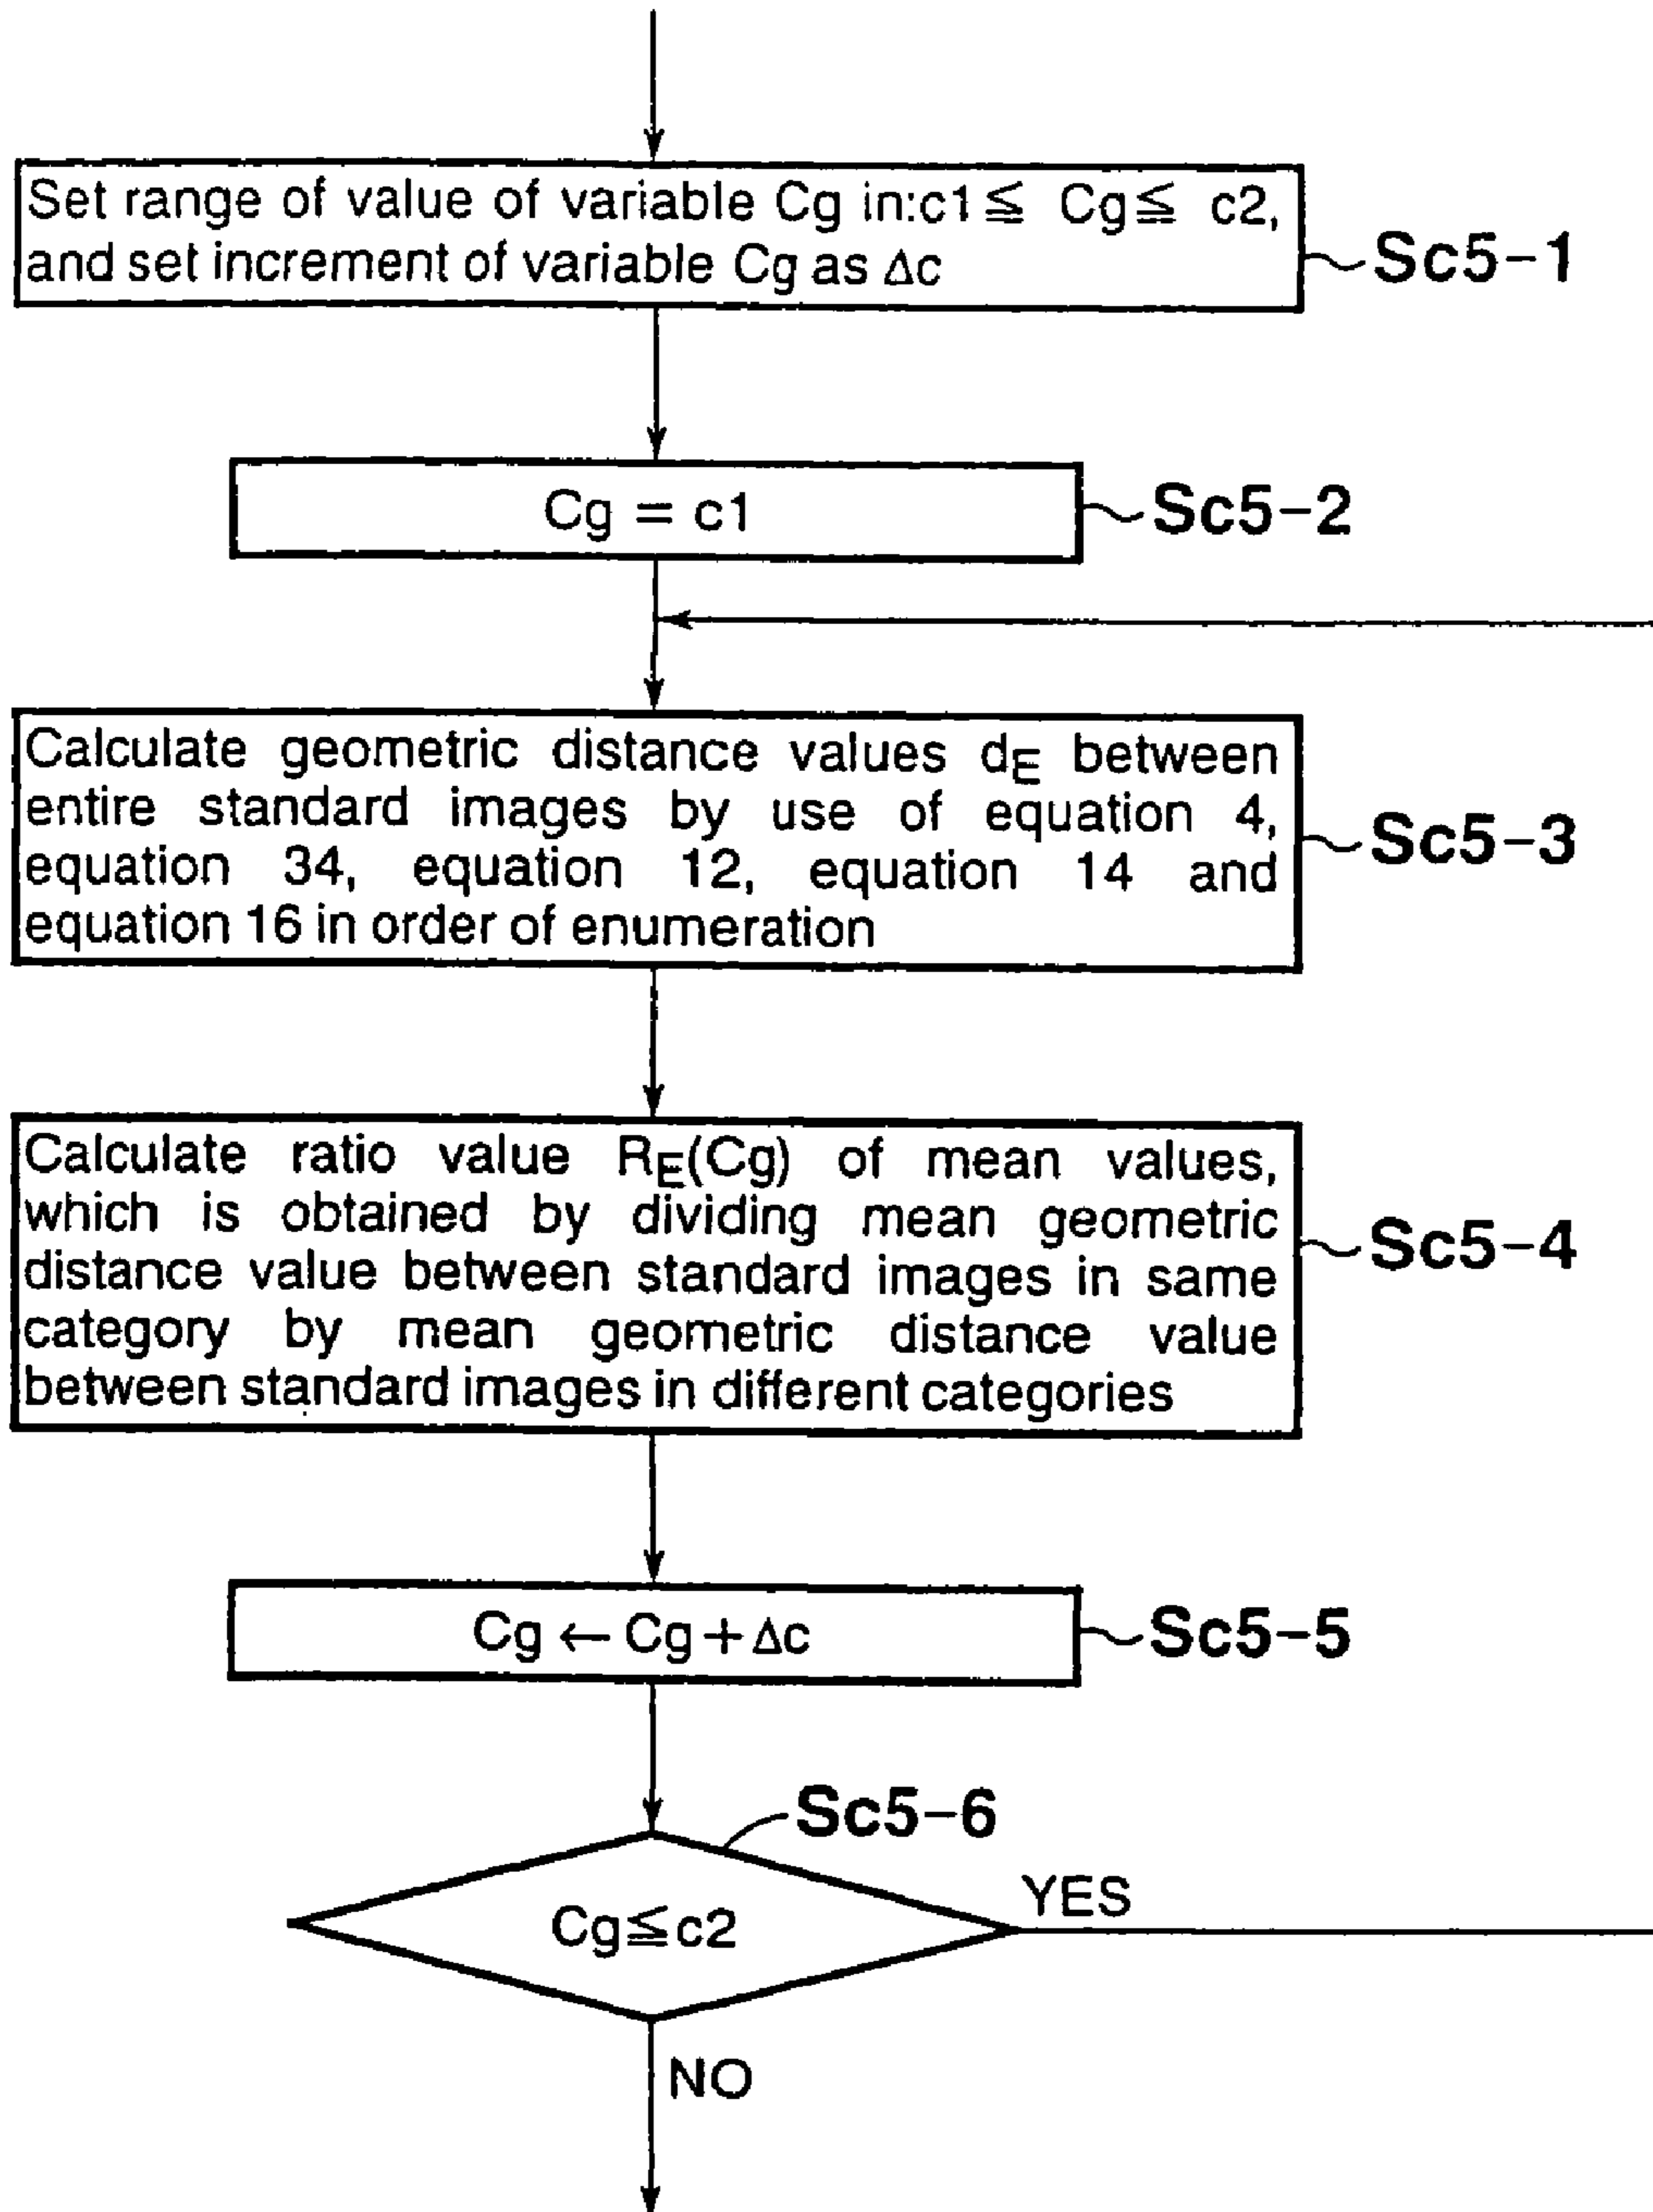 Set range of value of variable Cg in:c1≦ Cg≦ c2,
and set increment of variable Cg as Δc
Sc5-1
Cg = c1
Sc5-2
Calculate geometric distance values dE between
entire standard images by use of equation 4,
equation 34, equation 12, equation 14 and
equation 16 in order of enumeration
Sc5-3
Calculate ratio value RE(Cg) of mean values,
which is obtained by dividing mean geometric
distance value between standard images in same
category by mean geometric distance value
between standard images in different categories
Sc5-4
Cg ← Cg+Δc
Sc5-5
Sc5-6
Cg≦c2
YES
NO